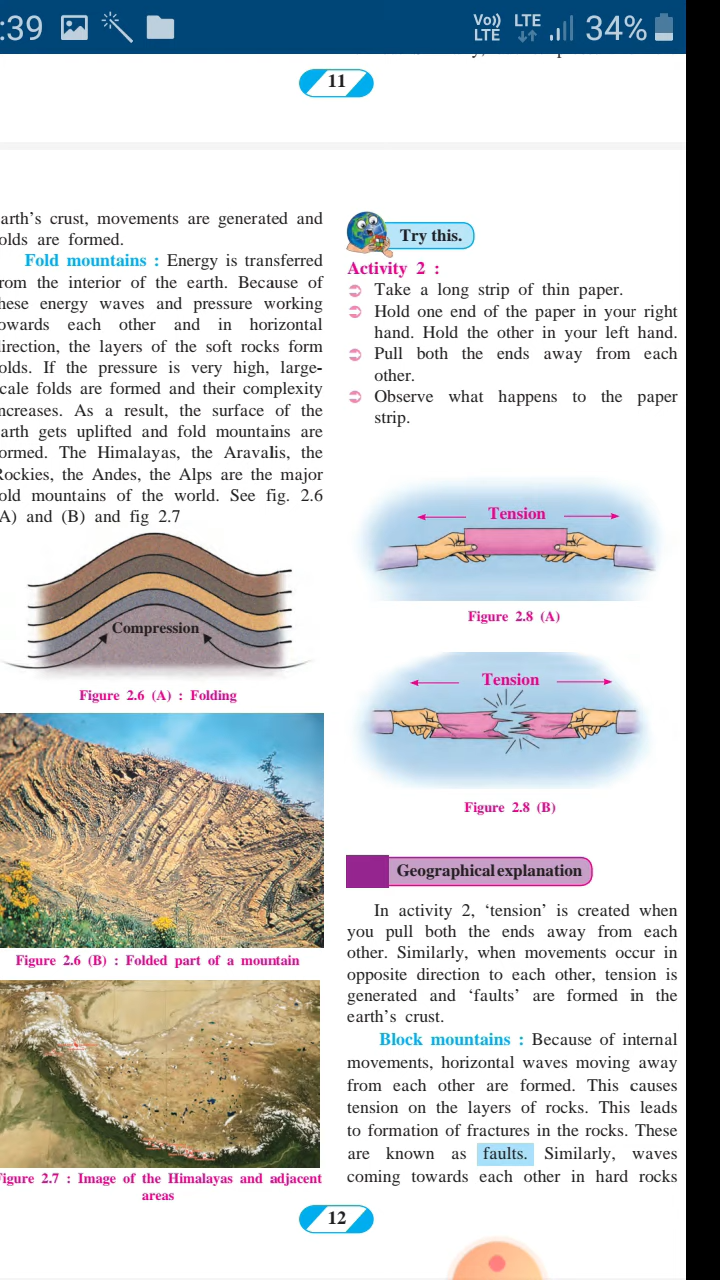 :39
Vo)) LTE LTE 34%
11
arth's crust, movements are generated and
olds are formed.
Fold mountains : Energy is transferred
rom the interior of the earth. Because of
hese energy waves and pressure working
owards each other and in horizontal
lirection, the layers of the soft rocks form
olds. If the pressure is very high, large-
cale folds are formed and their complexity
ncreases. As a result, the surface of the
arth gets uplifted and fold mountains are
ormed. The Himalayas, the Aravalis, the
Rockies, the Andes, the Alps are the major
old mountains of the world. See fig. 2.6
A) and (B) and fig 2.7
Compression
Figure 2.6 (A) : Folding
Figure 2.6 (B) : Folded part of a mountain
Figure 2.7 : Image of the Himalayas and adjacent
areas
Try this.
Activity 2 :
Take a long strip of thin paper.
Hold one end of the paper in your right
hand. Hold the other in your left hand.
Pull both the ends away from each
other.
Observe what happens to the paper
strip.
Tension
Figure 2.8 (A)
Tension
Figure 2.8 (B)
Geographical explanation
In activity 2, 'tension' is created when
you pull both the ends away from each
other. Similarly, when movements occur in
opposite direction to each other, tension is
generated and 'faults' are formed in the
earth's crust.
Block mountains : Because of internal
movements, horizontal waves moving away
from each other are formed. This causes
tension on the layers of rocks. This leads
to formation of fractures in the rocks. These
are known as faults. Similarly, waves
coming towards each other in hard rocks
12